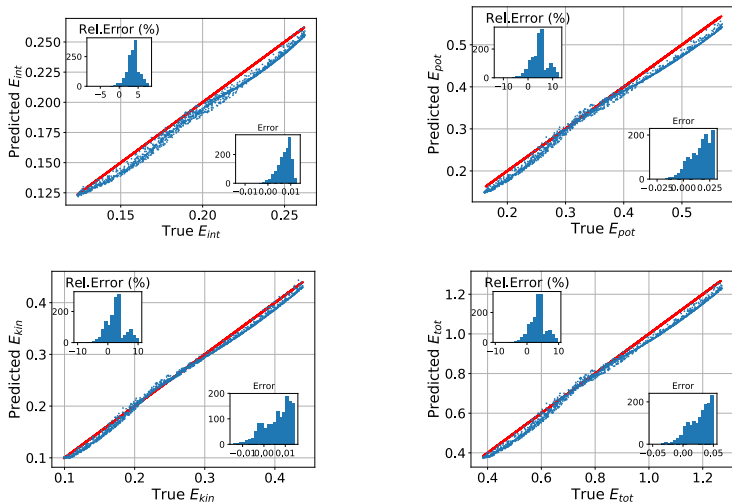 Rel.Error (%)
250
0
−5 0 5
Error
200
0
−0.01 0.00 0.01
0.250
0.225
0.200
0.175
0.150
0.125
0.15 0.20 0.25
Predicted E_int
True E_int
Rel.Error (%)
200
0
−10 0 10
Error
200
0
−0.025 0.000 0.025
0.5
0.4
0.3
0.2
0.2 0.3 0.4 0.5
Predicted E_pot
True E_pot
Rel.Error (%)
200
0
−10 0 10
Error
200
100
0
−0.01 0.00 0.01
0.4
0.3
0.2
0.1
0.1 0.2 0.3 0.4
Predicted E_kin
True E_kin
Rel.Error (%)
200
0
−10 0 10
Error
200
0
−0.05 0.00 0.05
1.2
1.0
0.8
0.6
0.4
0.4 0.6 0.8 1.0 1.2
Predicted E_tot
True E_tot